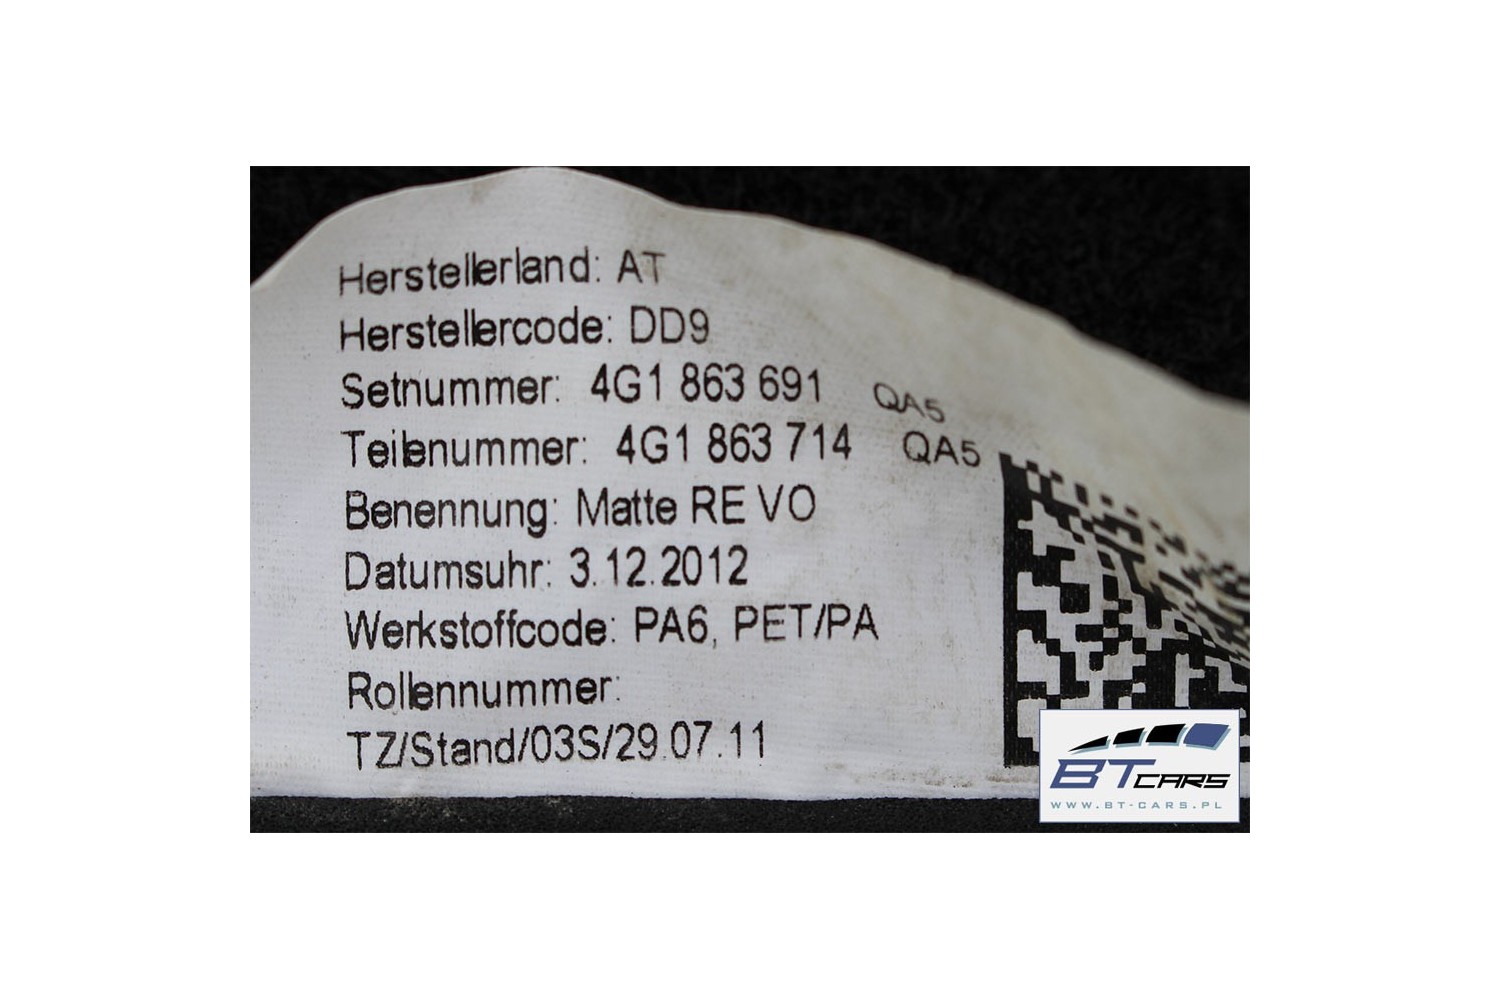 Herstellerland: AT
Herstellercode: DD9
Setnummer: 4G1 863 691 QA5
Teilenummer: 4G1 863 714 QA5
Benennung: Matte RE VO
Datumsuhr: 3.12.2012
Werkstoffcode: PA6, PET/PA
Rollennummer:
TZ/Stand/03S/29.07.11
BT CARS
WWW.BT-CARS.PL